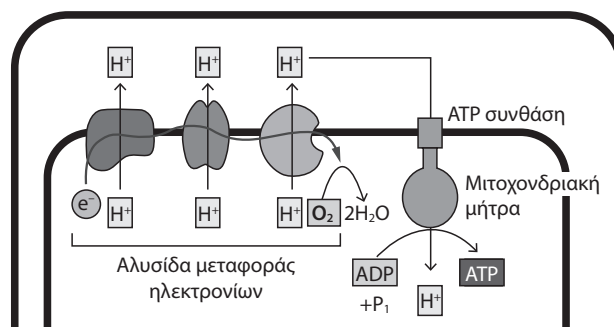 H⁺ H⁺ H⁺
ATP συνθάση
e⁻ H⁺ H⁺ H⁺ O₂ 2H₂O
Μιτοχονδριακή
μήτρα
Αλυσίδα μεταφοράς
ηλεκτρονίων
ADP ATP
+P₁ H⁺